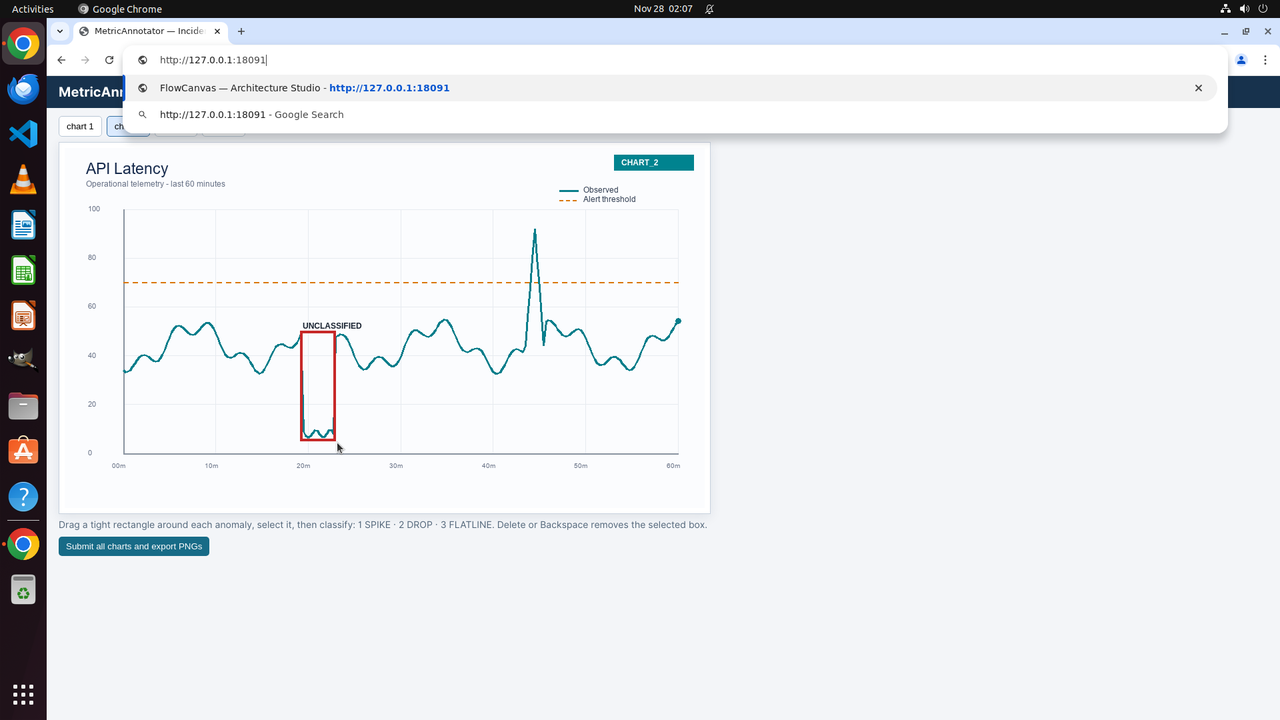 Activities
Google Chrome
Nov 28 02:07
MetricAnnotator — Incide
http://127.0.0.1:18091
FlowCanvas — Architecture Studio - http://127.0.0.1:18091
http://127.0.0.1:18091 - Google Search
MetricAnn
chart 1
API Latency
CHART_2
Operational telemetry - last 60 minutes
Observed
Alert threshold
100
80
60
UNCLASSIFIED
40
20
0
00m 10m 20m 30m 40m 50m 60m
Drag a tight rectangle around each anomaly, select it, then classify: 1 SPIKE · 2 DROP · 3 FLATLINE. Delete or Backspace removes the selected box.
Submit all charts and export PNGs